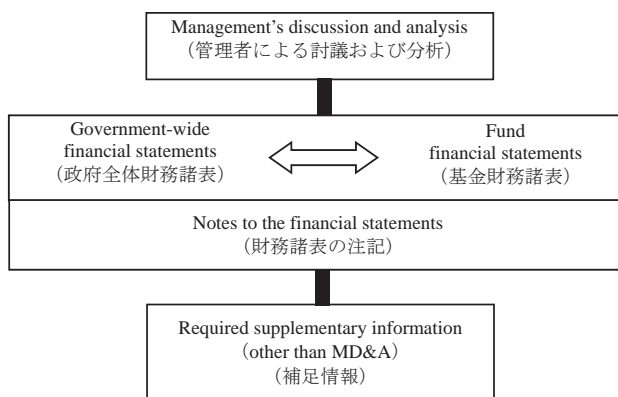 Management’s discussion and analysis
（管理者による討議および分析）
Government-wide
financial statements
（政府全体財務諸表）
Fund
financial statements
（基金財務諸表）
Notes to the financial statements
（財務諸表の注記）
Required supplementary information
(other than MD&A)
（補足情報）